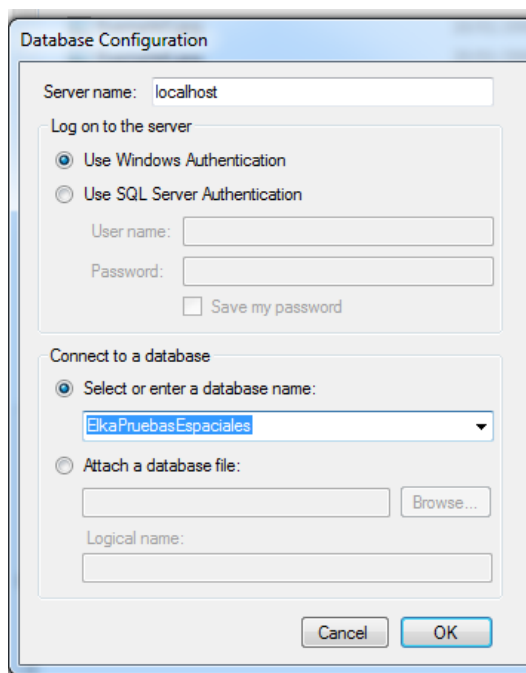 Database Configuration
Server name: localhost
Log on to the server
Use Windows Authentication
Use SQL Server Authentication
User name:
Password:
Save my password
Connect to a database
Select or enter a database name:
ElkaPruebasEspaciales
Attach a database file:
Browse...
Logical name:
Cancel OK